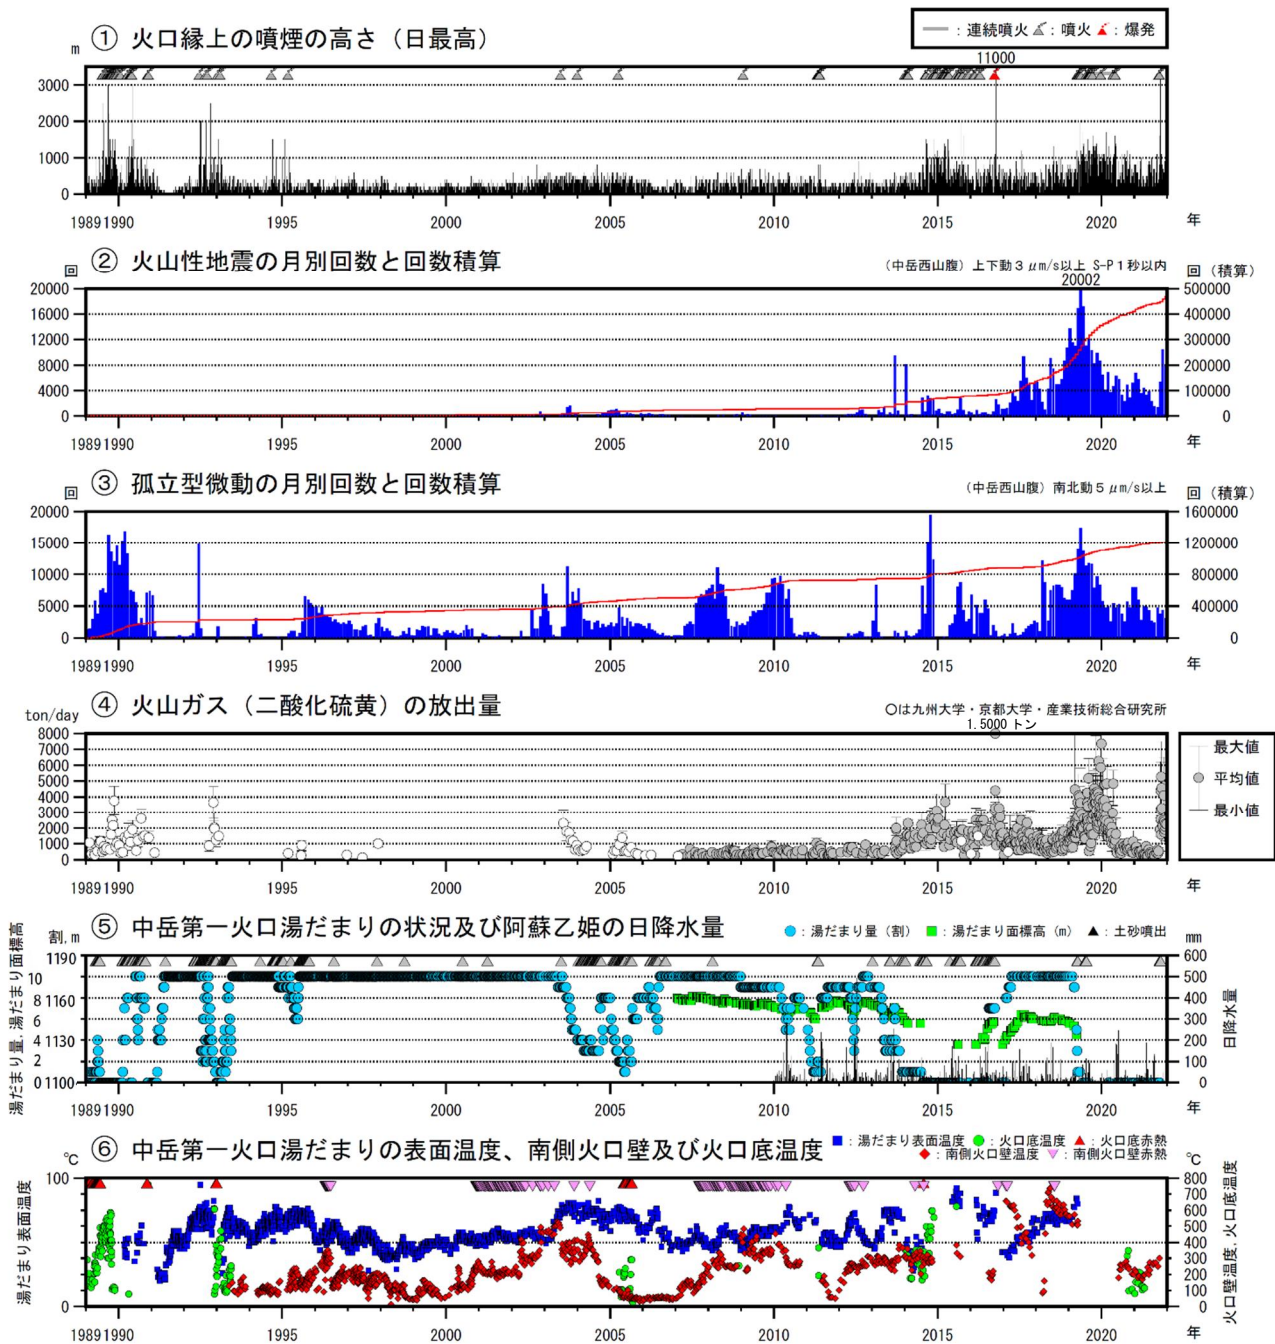 ① 火口縁上の噴煙の高さ（日最高）
━ : 連続噴火 : 噴火 : 爆発
m
11000
3000
2000
1000
0
1989 1990 1995 2000 2005 2010 2015 2020 年
② 火山性地震の月別回数と回数積算
（中岳西山腹）上下動3μm/s以上 S-P1秒以内
回 20002 回（積算）
20000 500000
16000 400000
12000 300000
8000 200000
4000 100000
0 0
1989 1990 1995 2000 2005 2010 2015 2020 年
③ 孤立型微動の月別回数と回数積算
（中岳西山腹）南北動5μm/s以上
回 回（積算）
20000 1600000
15000 1200000
10000 800000
5000 400000
0 0
1989 1990 1995 2000 2005 2010 2015 2020 年
④ 火山ガス（二酸化硫黄）の放出量
ton/day
○は九州大学・京都大学・産業技術総合研究所
1.5000 トン
8000
7000
6000
5000
4000
3000
2000
1000
0
最大値
平均値
最小値
1989 1990 1995 2000 2005 2010 2015 2020 年
⑤ 中岳第一火口湯だまりの状況及び阿蘇乙姫の日降水量
● : 湯だまり量（割） ■ : 湯だまり面標高（m） ▲ : 土砂噴出
湯だまり量、湯だまり面標高
割,m mm
1190 600
10 500
8 1160 400
6 300
4 1130 200
2 100
0 1100 0
日降水量
1989 1990 1995 2000 2005 2010 2015 2020 年
⑥ 中岳第一火口湯だまりの表面温度、南側火口壁及び火口底温度
■ : 湯だまり表面温度 ● : 火口底温度 ▲ : 火口底赤熱
◆ : 南側火口壁温度 ▼ : 南側火口壁赤熱
℃ ℃
湯だまり表面温度
100 800
700
600
500
400
300
200
100
0 0
火口壁温度、火口底温度
1989 1990 1995 2000 2005 2010 2015 2020 年